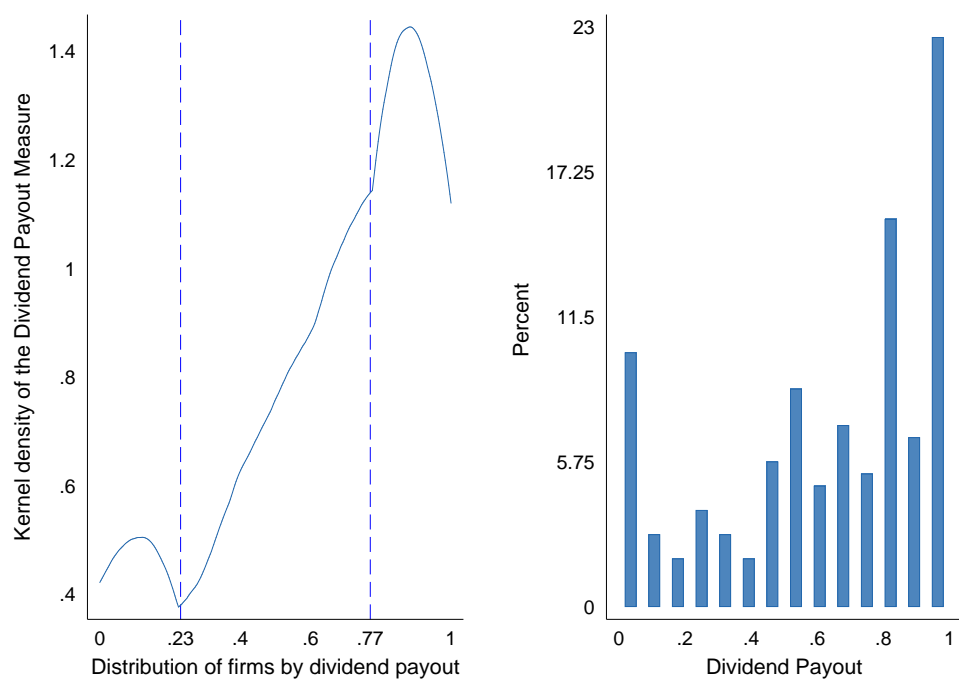 Kernel density of the Dividend Payout Measure
1.4
1.2
1
.8
.6
.4
0 .23 .4 .6 .77 1
Distribution of firms by dividend payout
Percent
23
17.25
11.5
5.75
0
0 .2 .4 .6 .8 1
Dividend Payout